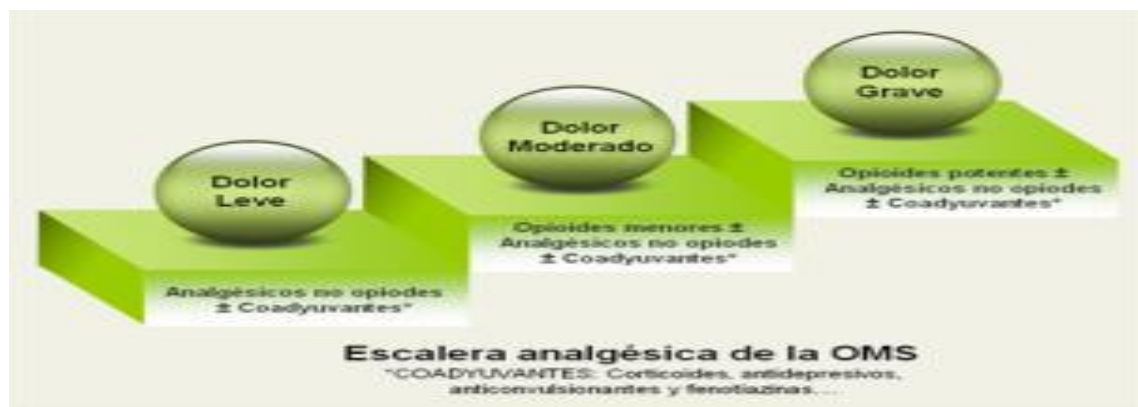 Dolor
Leve
Analgésicos no opiodes
± Coadyuvantes*
Dolor
Moderado
Opioides menores ±
Analgésicos no opiodes
± Coadyuvantes*
Dolor
Grave
Opioides potentes ±
Analgésicos no opiodes
± Coadyuvantes*
Escalera analgésica de la OMS
*COADYUVANTES: Corticoides, antidepresivos,
anticonvulsionantes y fenotiazinas....